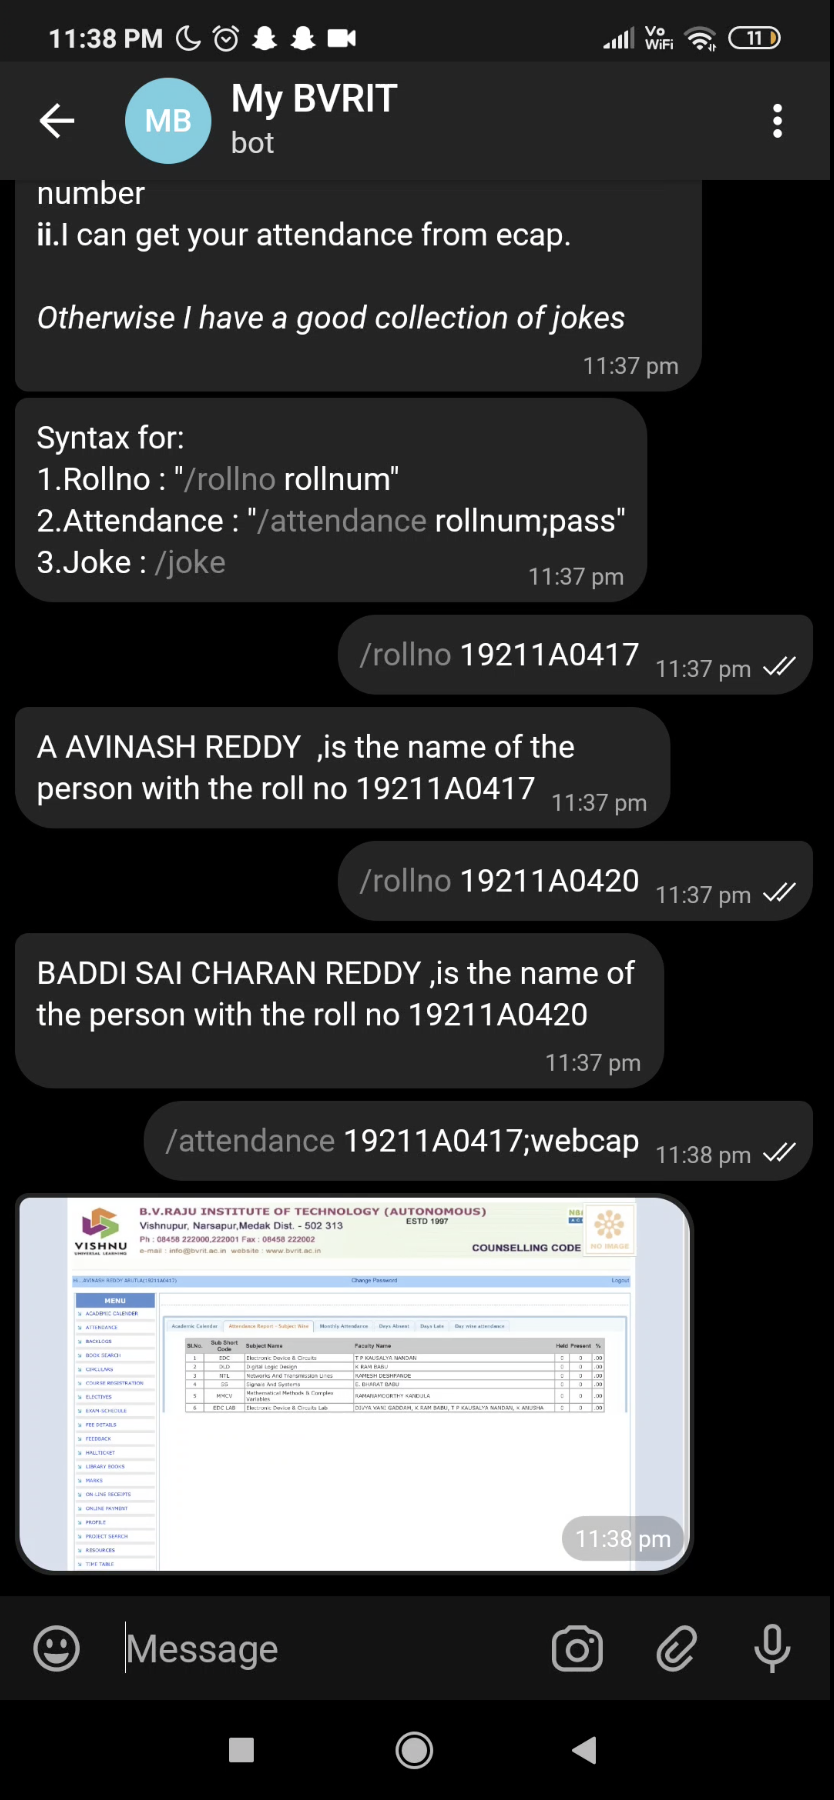 11:38 PM
Vo WiFi
11
MB
My BVRIT
bot
number
ii.I can get your attendance from ecap.
Otherwise I have a good collection of jokes
11:37 pm
Syntax for:
1.Rollno : "/rollno rollnum"
2.Attendance : "/attendance rollnum;pass"
3.Joke : /joke
11:37 pm
/rollno 19211A0417
11:37 pm
A AVINASH REDDY  ,is the name of the
person with the roll no 19211A0417
11:37 pm
/rollno 19211A0420
11:37 pm
BADDI SAI CHARAN REDDY ,is the name of
the person with the roll no 19211A0420
11:37 pm
/attendance 19211A0417;webcap
11:38 pm
VISHNU
UNIVERSAL LEARNING
B.V.RAJU INSTITUTE OF TECHNOLOGY (AUTONOMOUS)
Vishnupur, Narsapur,Medak Dist. - 502 313
ESTD 1997
Ph : 08458 222000,222001 Fax : 08458 222002
e-mail : info@bvrit.ac.in website : www.bvrit.ac.in
COUNSELLING CODE
NO IMAGE
Change Password
Logout
MENU
ACADEMIC CALENDER
ATTENDANCE
BACKLOGS
BOOK SEARCH
CIRCULARS
COURSE REGISTRATION
ELECTIVES
EXAM SCHEDULE
FEE DETAILS
FEEDBACK
HALLTICKET
LIBRARY BOOKS
MARKS
ON LINE RECEIPTS
ONLINE PAYMENT
PROFILE
PROJECT SEARCH
RESOURCES
TIME TABLE
Academic Calendar
Attendance Report - Subject Wise
Monthly Attendance
Days Absent
Days Late
Day wise attendance
Sl.No. Sub Short Code Subject Name Faculty Name Held Present %
1 EDC Electronic Device & Circuits T P KAUSALYA NANDAN 0 0 .00
2 DLD Digital Logic Design K RAM BABU 0 0 .00
3 NTL Networks And Transmission Lines RAMESH DESHPANDE 0 0 .00
4 SS Signals And Systems 0 0 .00
5 MMCV Mathematical Methods & Complex Variables RAMANAMOORTHY KANDULA 0 0 .00
6 EDC LAB Electronic Device & Circuits Lab DIVYA VANI GADDAM, K RAM BABU, T P KAUSALYA NANDAN, K ANUSHA 0 0 .00
11:38 pm
Message